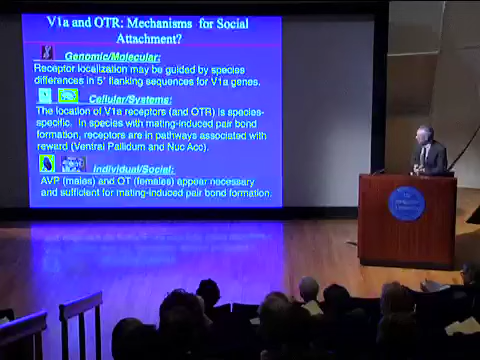 V1a and OTR: Mechanisms for Social
Attachment?
Genomic/Molecular:
Receptor localization may be guided by species
differences in 5' flanking sequences for V1a genes.
Cellular/Systems:
The location of V1a receptors (and OTR) is species-
specific. In species with mating-induced pair bond
formation, receptors are in pathways associated with
reward (Ventral Pallidum and Nuc Acc).
Individual/Social:
AVP (males) and OT (females) appear necessary
and sufficient for mating-induced pair bond formation.